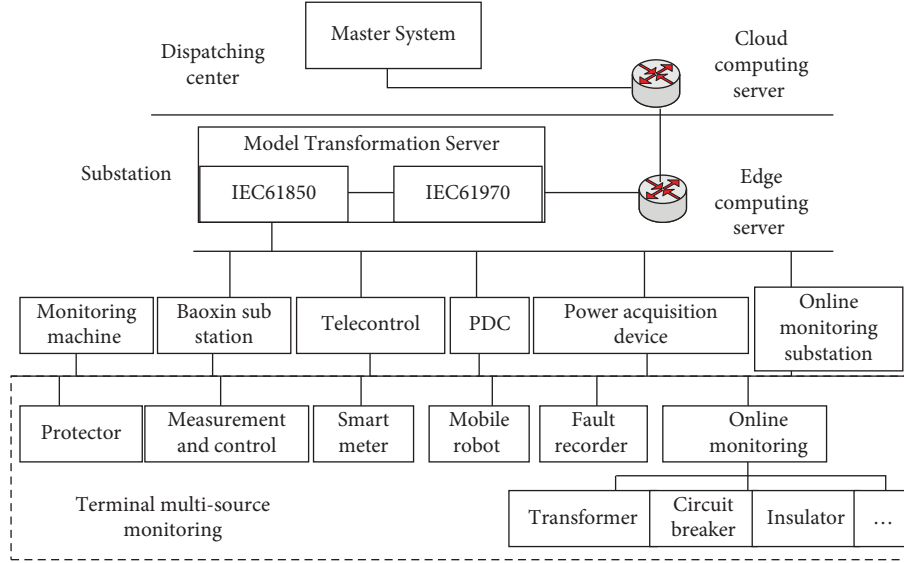 Master System
Dispatching
center
Cloud
computing
server
Model Transformation Server
Substation
IEC61850
IEC61970
Edge
computing
server
Monitoring
machine
Baoxin sub
station
Telecontrol
PDC
Power acquisition
device
Online
monitoring
substation
Protector
Measurement
and control
Smart
meter
Mobile
robot
Fault
recorder
Online
monitoring
Terminal multi-source
monitoring
Transformer
Circuit
breaker
Insulator
...